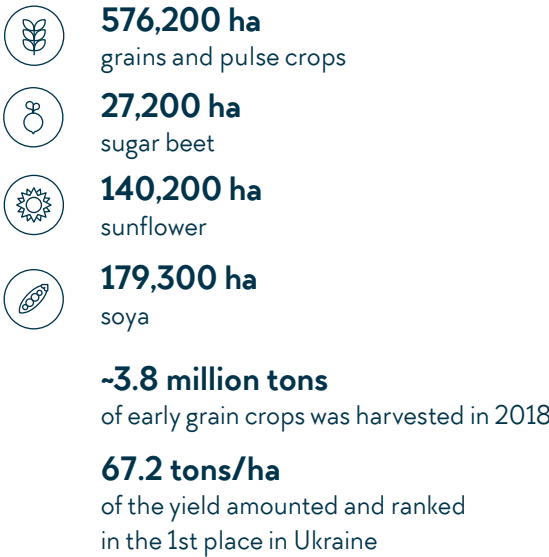 576,200 ha
grains and pulse crops
27,200 ha
sugar beet
140,200 ha
sunflower
179,300 ha
soya
~3.8 million tons
of early grain crops was harvested in 2018
67.2 tons/ha
of the yield amounted and ranked
in the 1st place in Ukraine